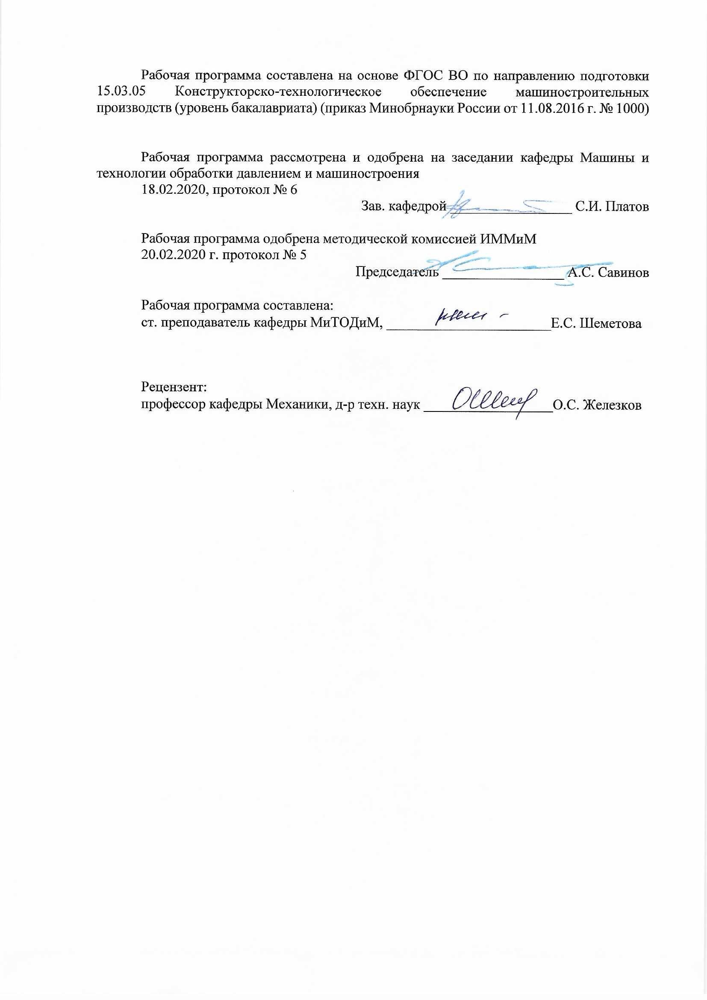 Рабочая программа составлена на основе ФГОС ВО по направлению подготовки
15.03.05 Конструкторско-технологическое обеспечение машиностроительных
производств (уровень бакалавриата) (приказ Минобрнауки России от 11.08.2016 г. № 1000)
Рабочая программа рассмотрена и одобрена на заседании кафедры Машины и
технологии обработки давлением и машиностроения
18.02.2020, протокол № 6
Зав. кафедрой _________________ С.И. Платов
Рабочая программа одобрена методической комиссией ИММиМ
20.02.2020 г. протокол № 5
Председатель _________________ А.С. Савинов
Рабочая программа составлена:
ст. преподаватель кафедры МиТОДиМ, _______________________Е.С. Шеметова
Рецензент:
профессор кафедры Механики, д-р техн. наук __________________О.С. Железков